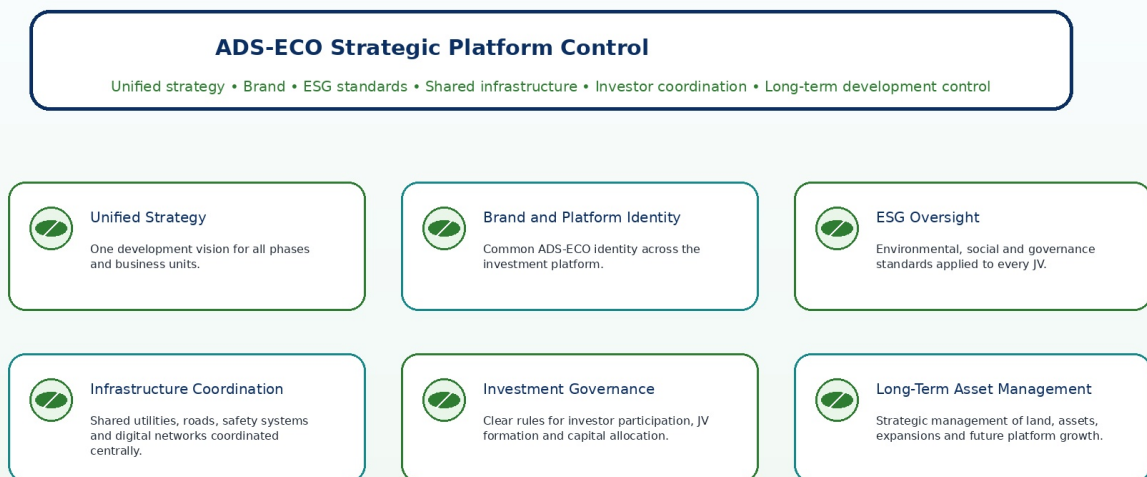 ADS-ECO Strategic Platform Control
Unified strategy • Brand • ESG standards • Shared infrastructure • Investor coordination • Long-term development control
Unified Strategy
One development vision for all phases
and business units.
Brand and Platform Identity
Common ADS-ECO identity across the
investment platform.
ESG Oversight
Environmental, social and governance
standards applied to every JV.
Infrastructure Coordination
Shared utilities, roads, safety systems
and digital networks coordinated
centrally.
Investment Governance
Clear rules for investor participation, JV
formation and capital allocation.
Long-Term Asset Management
Strategic management of land, assets,
expansions and future platform growth.